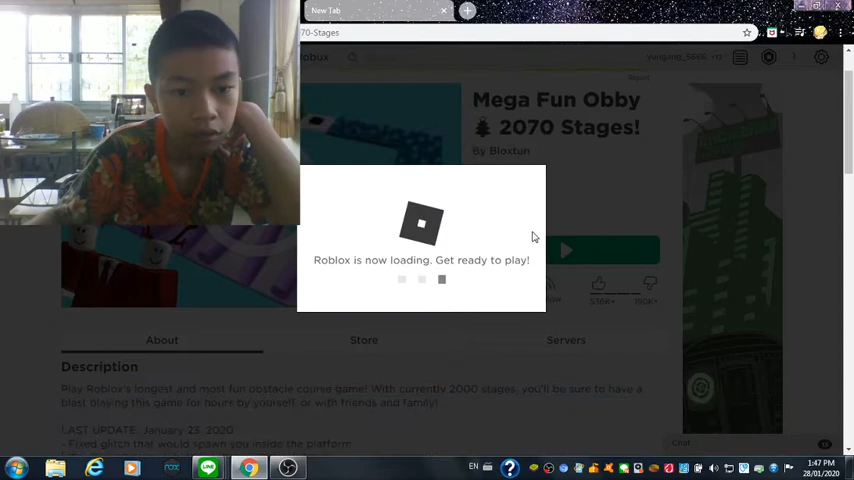 New Tab
70-Stages
obux
Mega Fun Obby
🎄 2070 Stages!
By Bloxtun
Roblox is now loading. Get ready to play!
536K+
190K+
About
Store
Servers
Description
Play Roblox's longest and most fun obstacle course game! With currently 2000 stages, you'll be sure to have a
blast playing this game for hours by yourself or with friends and family!
LAST UPDATE: January 23, 2020
- Fixed glitch that would spawn you inside the platform
Chat
EN
1:47 PM
28/01/2020